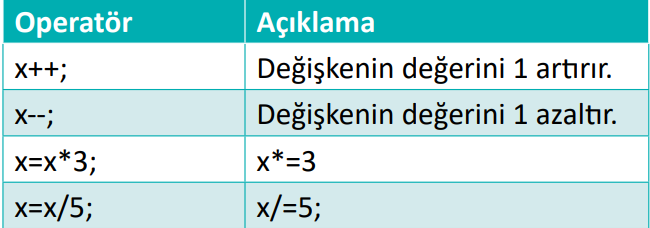 Operatör Açıklama
x++; Değişkenin değerini 1 artırır.
x--; Değişkenin değerini 1 azaltır.
x=x*3; x*=3
x=x/5; x/=5;